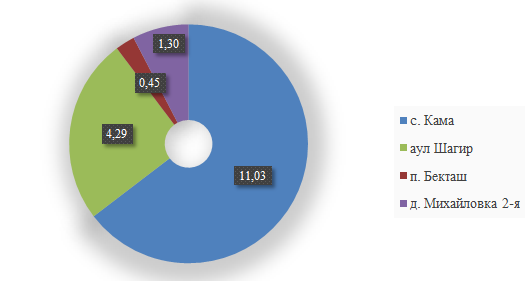 1,30
0,45
4,29
11,03
с. Кама
аул Шагир
п. Бекташ
д. Михайловка 2-я